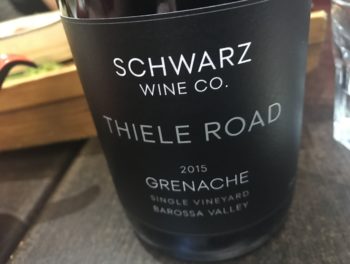 SCHWARZ
WINE CO.
THIELE ROAD
2015
GRENACHE
SINGLE VINEYARD
BAROSSA VALLEY